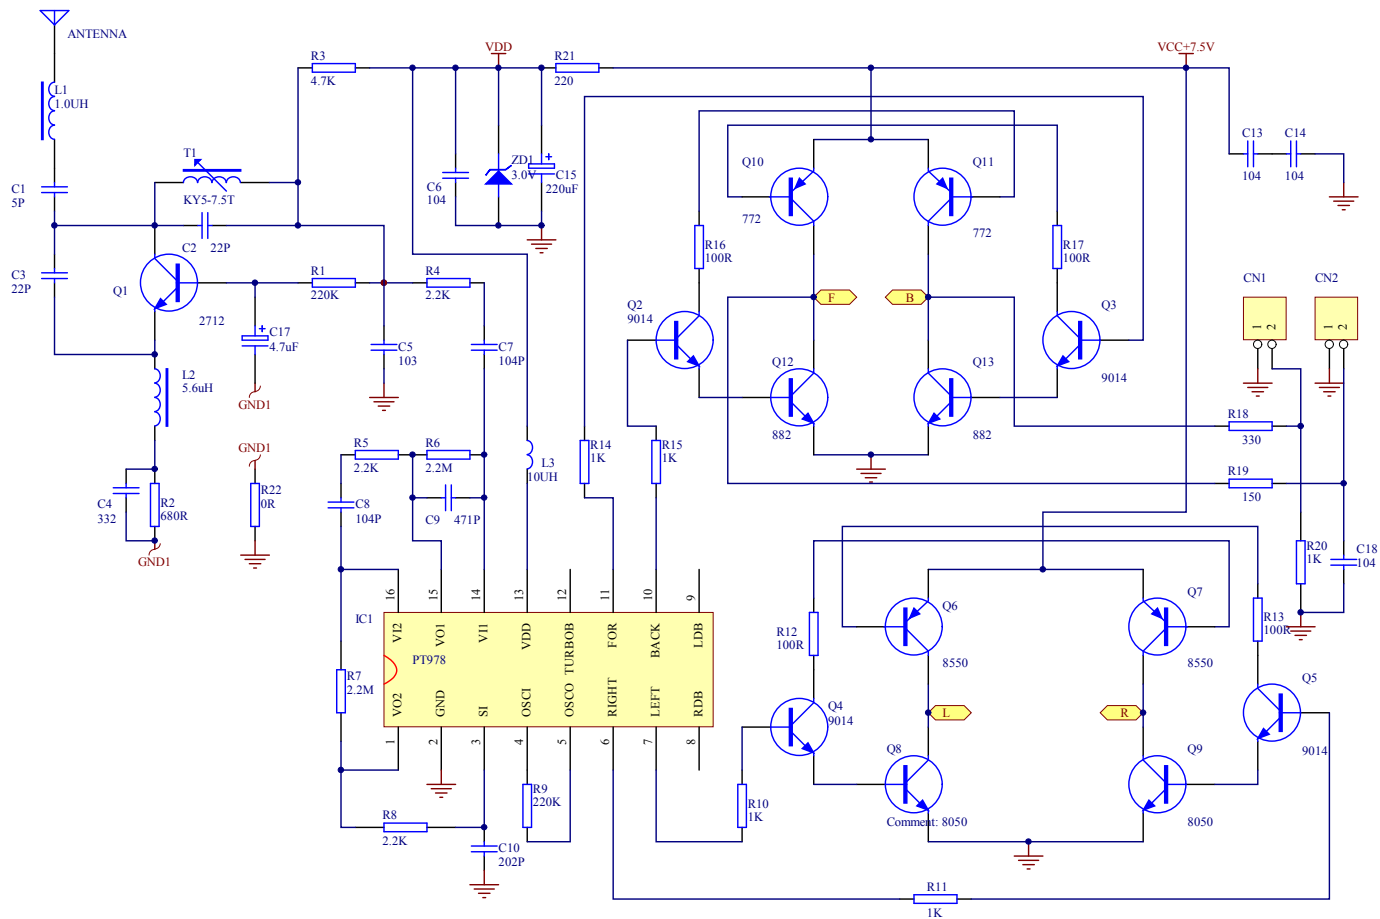 ANTENNA
L1
1.0UH
C1
5P
C3
22P
T1
KY5-7.5T
C2
22P
Q1
2712
L2
5.6uH
C4
332
R2
680R
GND1
R3
4.7K
R1
220K
C17
4.7uF
GND1
GND1
R22
0R
VDD
C6
104
ZD1
3.0V
C15
220uF
R21
220
R4
2.2K
C5
103
C7
104P
R5
2.2K
R6
2.2M
C8
104P
C9
471P
L3
10UH
R14
1K
R15
1K
IC1
PT978
16
15
14
13
12
11
10
9
VI2
VO1
VI1
VDD
TURBOB
FOR
BACK
LDB
VO2
GND
SI
OSCI
OSCO
RIGHT
LEFT
RDB
1
2
3
4
5
6
7
8
R7
2.2M
R8
2.2K
C10
202P
R9
220K
R10
1K
R11
1K
VCC+7.5V
C13
104
C14
104
Q10
772
Q11
772
R16
100R
R17
100R
F
B
Q2
9014
Q3
9014
Q12
882
Q13
882
CN1
1
2
CN2
1
2
R18
330
R19
150
R20
1K
C18
104
R12
100R
R13
100R
Q6
8550
Q7
8550
L
R
Q4
9014
Q5
9014
Q8
Comment: 8050
Q9
8050